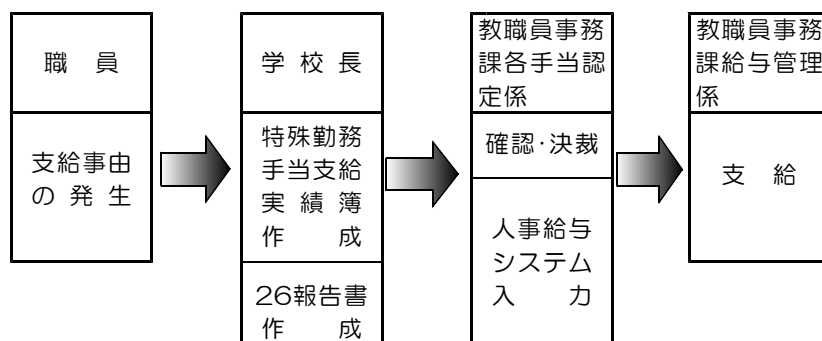 職　員
支給事由
の 発 生
学 校 長
特殊勤務
手当支給
実 績 簿
作　　成
26報告書
作　　成
教職員事務
課各手当認
定係
確認･決裁
人事給与
システム
入　　力
教職員事務
課給与管理
係
支　給